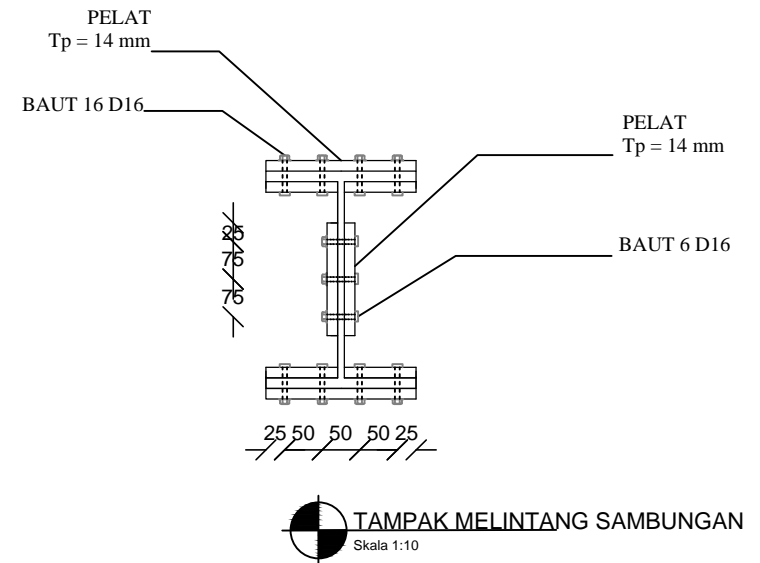 PELAT
Tp = 14 mm
BAUT 16 D16
PELAT
Tp = 14 mm
BAUT 6 D16
25
75
75
25 50 50 50 25
TAMPAK MELINTANG SAMBUNGAN
Skala 1:10